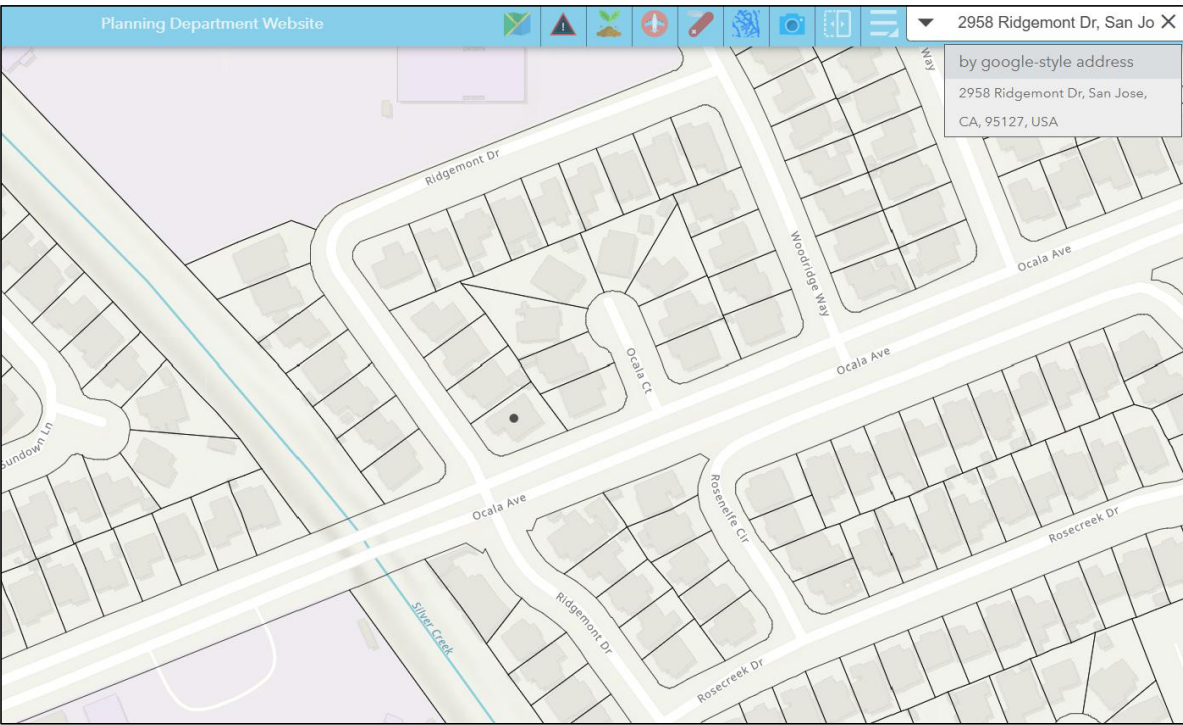 Planning Department Website
2958 Ridgemont Dr, San Jo
by google-style address
2958 Ridgemont Dr, San Jose,
CA, 95127, USA
Way
Ridgemont Dr
Woodridge Way
Ocala Ave
Ocala Ct
Ocala Ave
Sundown Ln
Ocala Ave
Rosenelfe Cir
Rosecreek Dr
Ridgemont Dr
Silver Creek
Rosecreek Dr